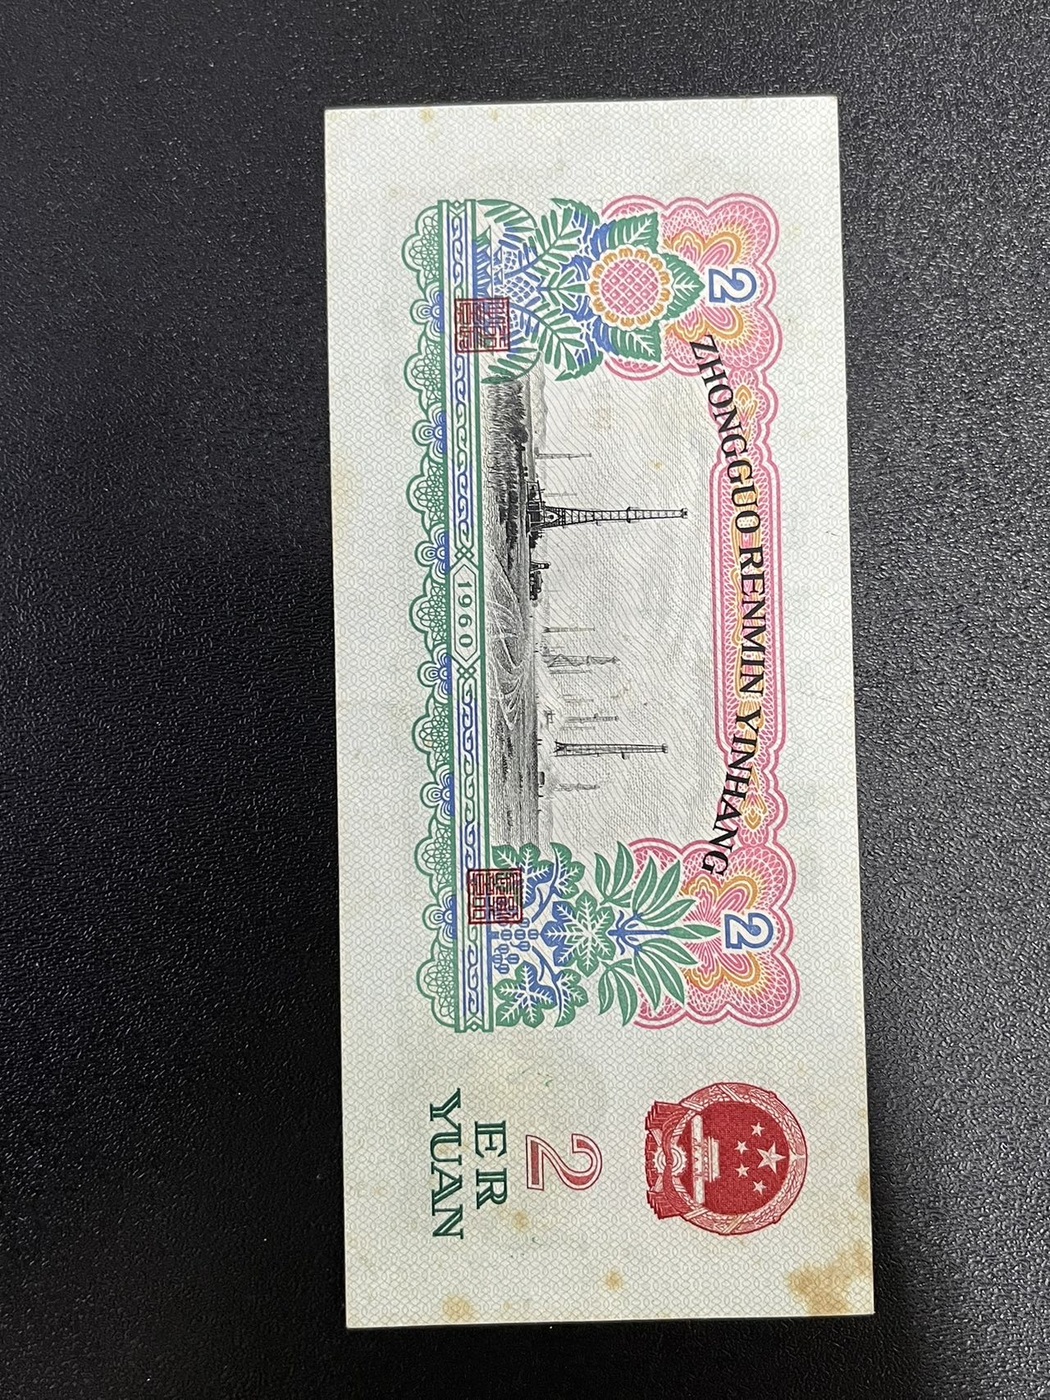 ZHONGGUO RENMIN YINHANG
2
2
1960
2
ER
YUAN